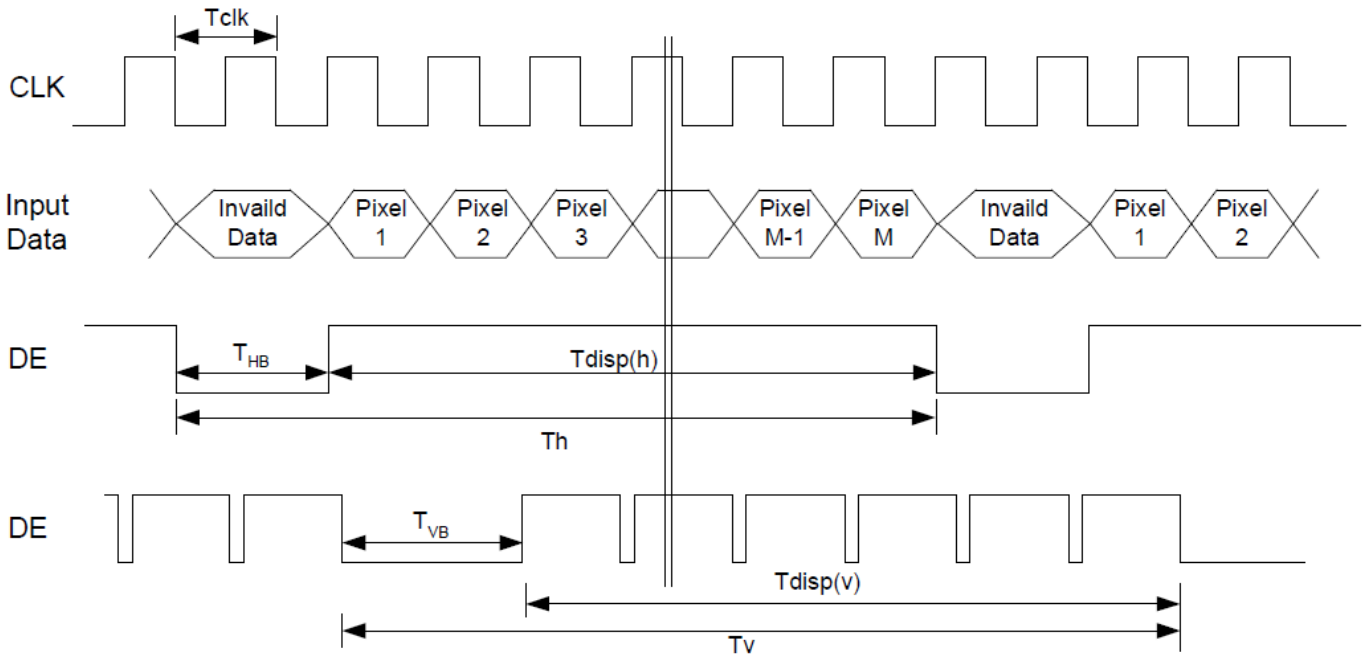 Tclk
CLK
Input
Data
Invaild
Data
Pixel
1
Pixel
2
Pixel
3
Pixel
M-1
Pixel
M
Invaild
Data
Pixel
1
Pixel
2
DE
THB
Tdisp(h)
Th
DE
TVB
Tdisp(v)
Tv